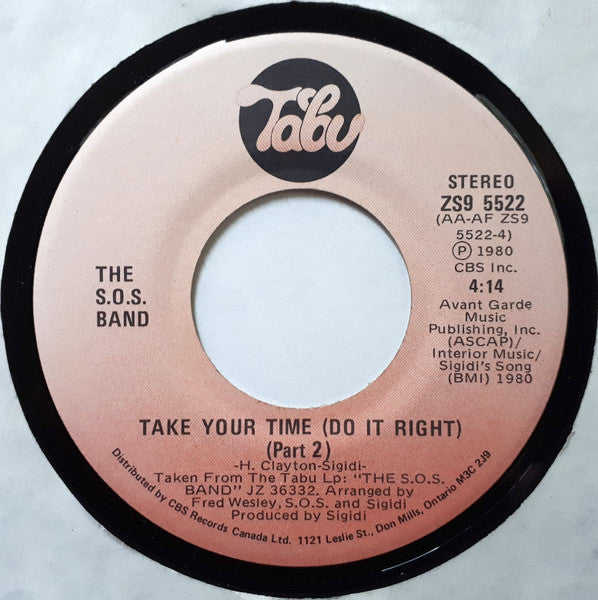 Tabu
STEREO
ZS9 5522
(AA-AF ZS9
5522-4)
Ⓟ 1980
CBS Inc.
4:14
Avant Garde
Music
Publishing, Inc.
(ASCAP)/
Interior Music/
Sigidi's Song
(BMI) 1980
THE
S.O.S.
BAND
TAKE YOUR TIME (DO IT RIGHT)
(Part 2)
-H. Clayton-Sigidi-
Taken From The Tabu Lp: "THE S.O.S.
BAND" JZ 36332. Arranged by
Fred Wesley, S.O.S. and Sigidi
Produced by Sigidi
Distributed by CBS Records Canada Ltd. 1121 Leslie St., Don Mills, Ontario M3C 2J9